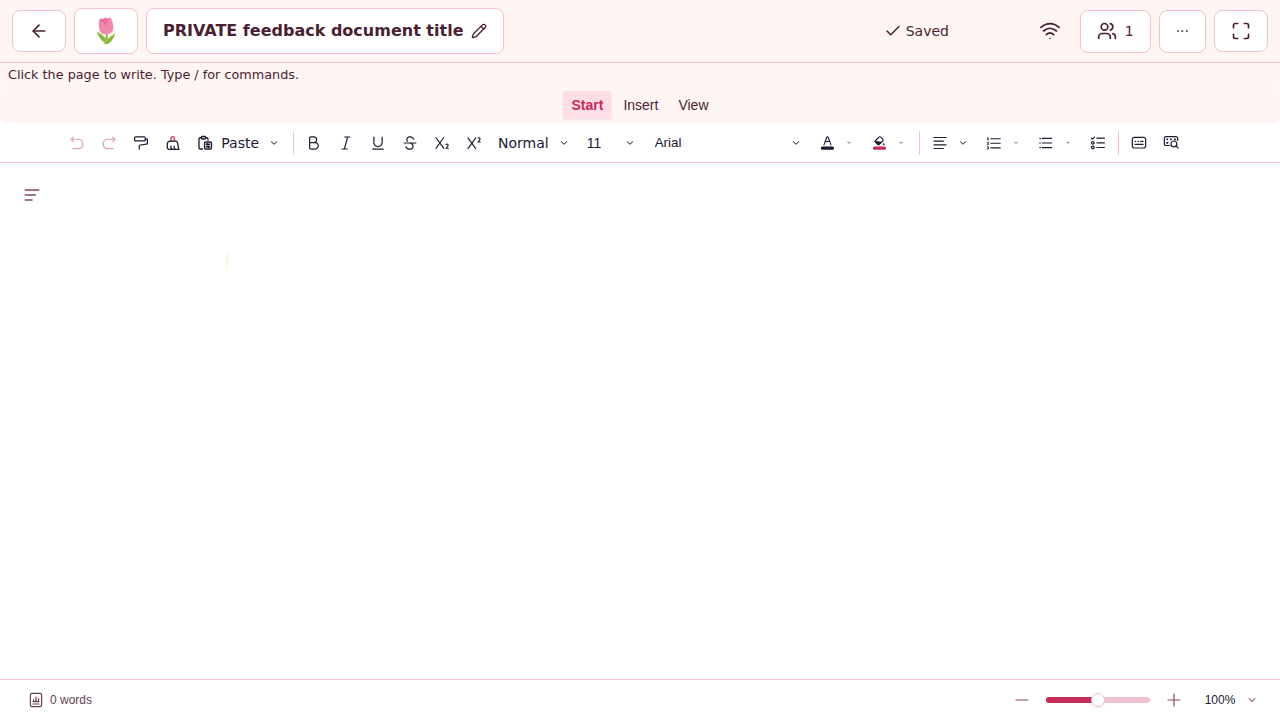 PRIVATE feedback document title
Saved
1
Click the page to write. Type / for commands.
Start Insert View
Paste Normal 11 Arial
0 words
100%